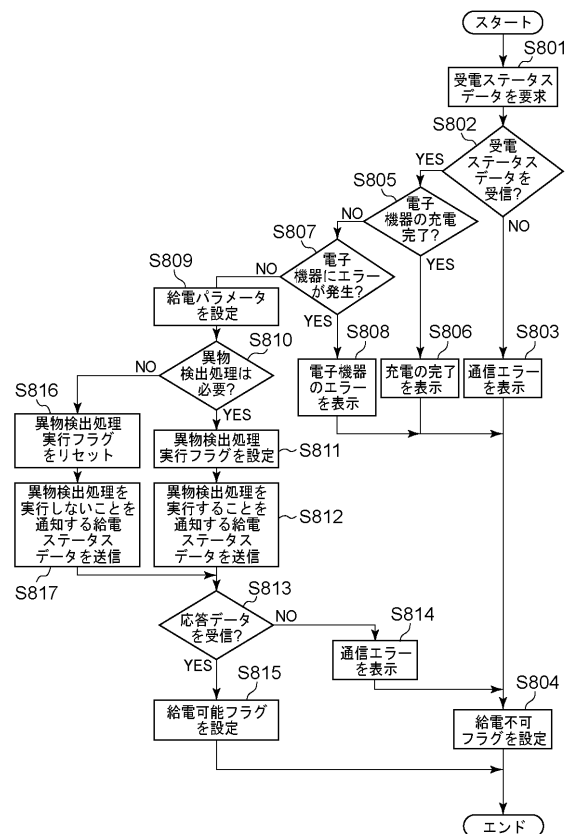 スタート
S801
受電ステータス
データを要求
S802
受電
ステータス
データを
受信?
YES
NO
S805
電子
機器の充電
完了?
NO
YES
S807
電子
機器にエラー
が発生?
NO
YES
S809
給電パラメータ
を設定
S808
電子機器
のエラー
を表示
S806
充電の完了
を表示
S803
通信エラー
を表示
S810
異物
検出処理は
必要?
NO
YES
S816
異物検出処理
実行フラグ
をリセット
異物検出処理
実行フラグを設定
S811
異物検出処理を
実行しないことを
通知する給電
ステータス
データを送信
S817
異物検出処理を
実行することを
通知する給電
ステータス
データを送信
S812
S813
応答データ
を受信?
NO
YES
S814
通信エラー
を表示
S815
給電可能フラグ
を設定
S804
給電不可
フラグを設定
エンド